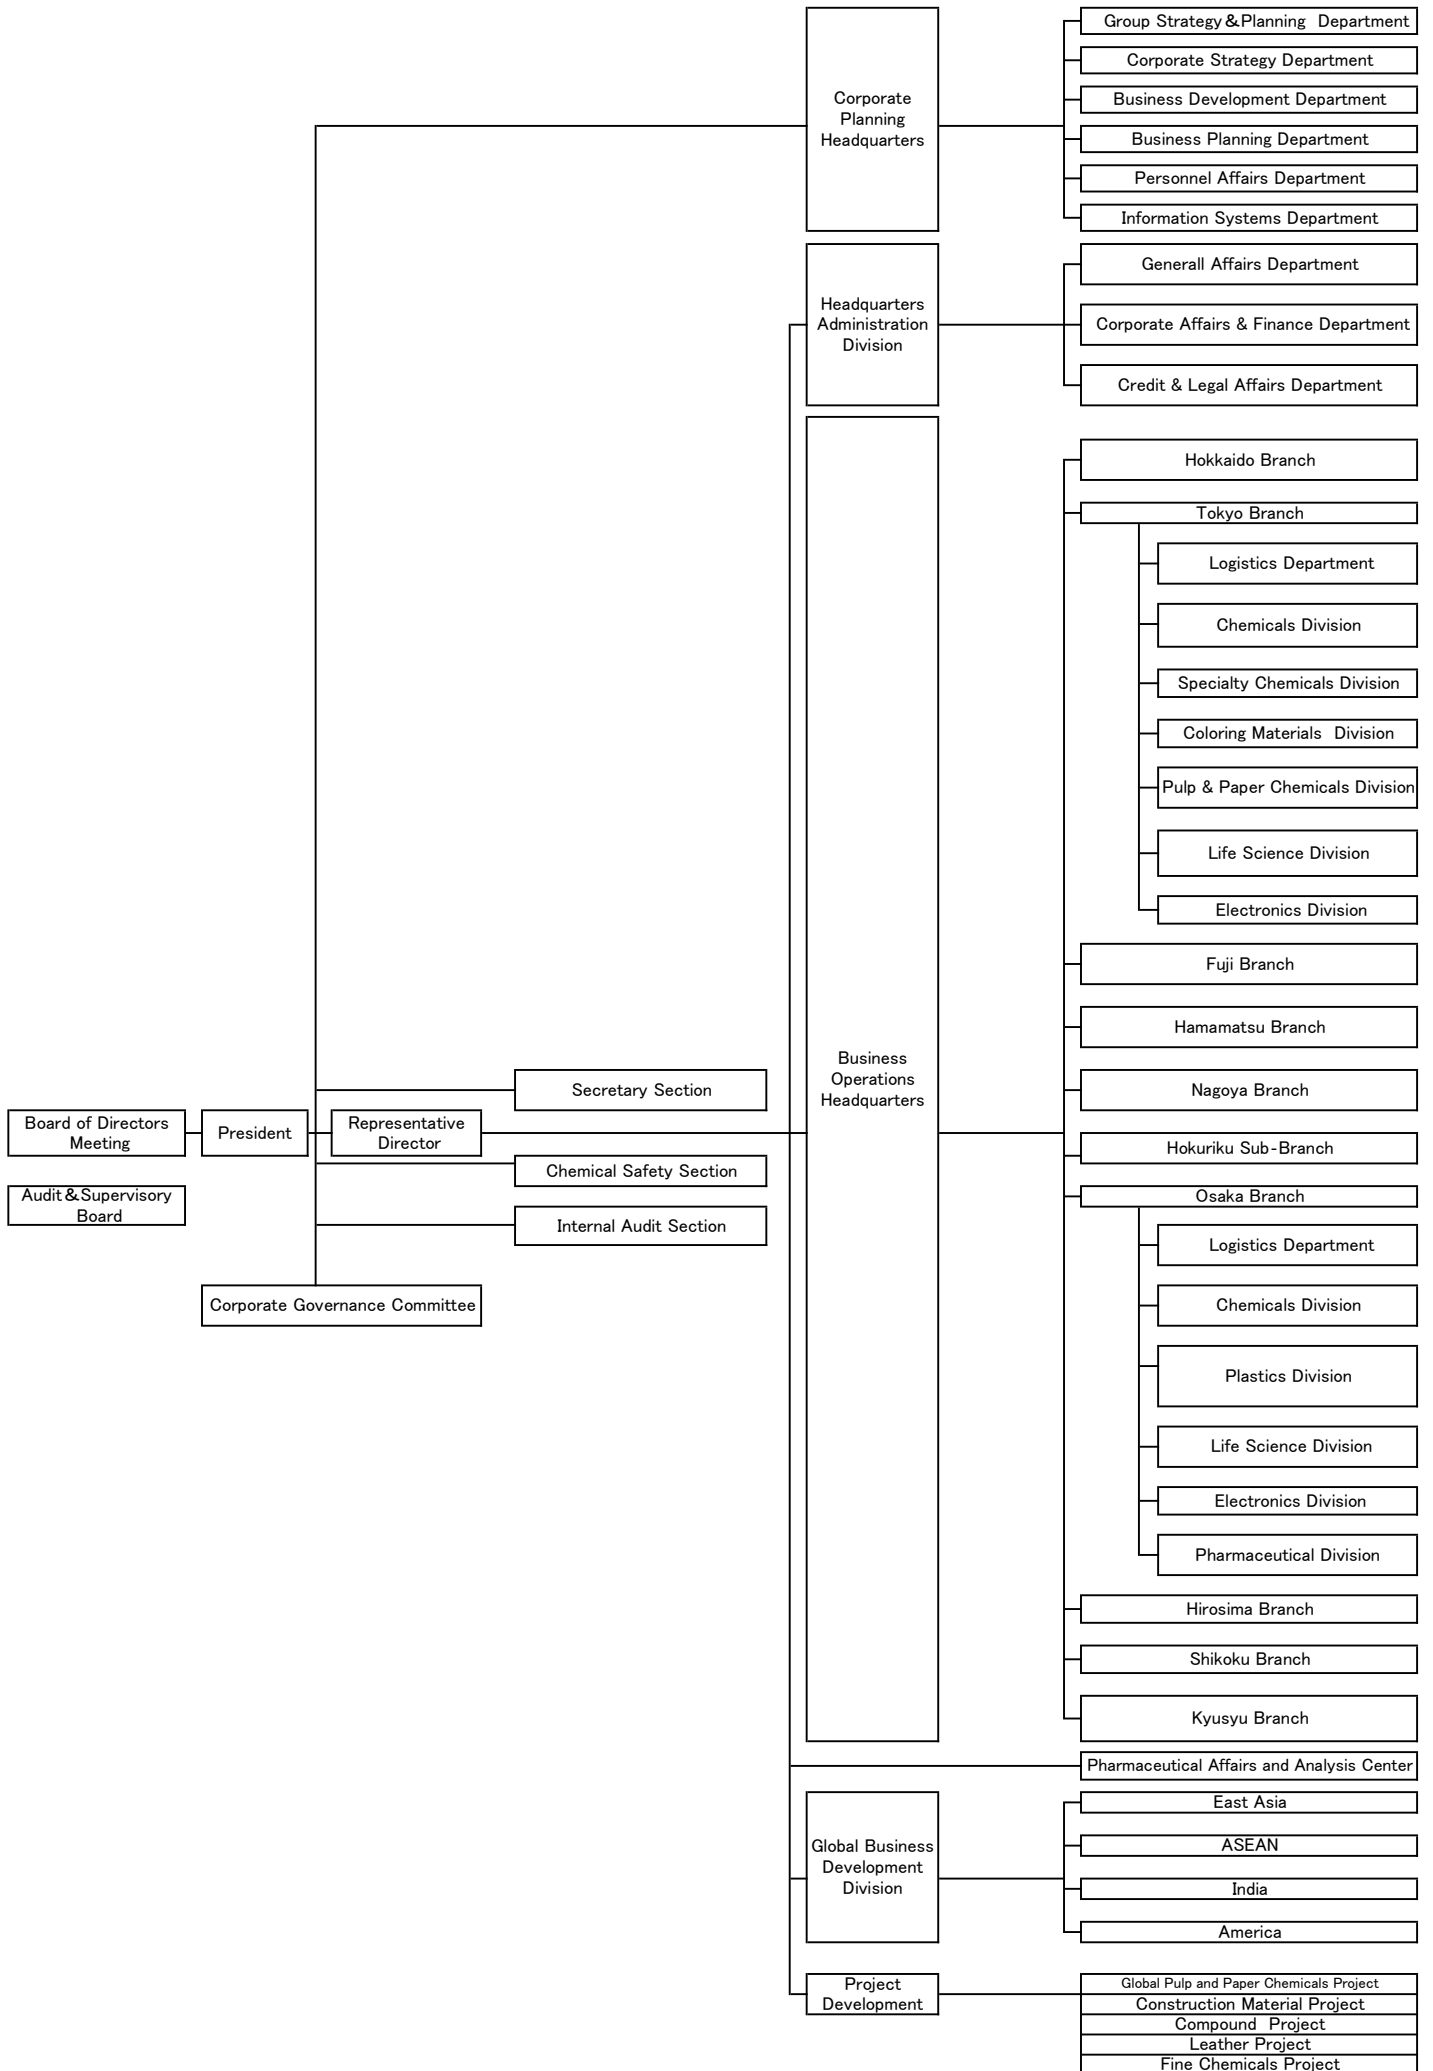 Group Strategy＆Planning  Department
Corporate Strategy Department
Business Development Department
Corporate
Planning
Headquarters
Business Planning Department
Personnel Affairs Department
Information Systems Department
Generall Affairs Department
Headquarters
Administration
Division
Corporate Affairs & Finance Department
Credit & Legal Affairs Department
Hokkaido Branch
Tokyo Branch
Logistics Department
Chemicals Division
Specialty Chemicals Division
Coloring Materials  Division
Pulp & Paper Chemicals Division
Life Science Division
Electronics Division
Fuji Branch
Hamamatsu Branch
Business
Operations
Headquarters
Secretary Section
Nagoya Branch
Board of Directors
Meeting
President
Representative
Director
Hokuriku Sub-Branch
Chemical Safety Section
Audit＆Supervisory
Board
Osaka Branch
Internal Audit Section
Logistics Department
Corporate Governance Committee
Chemicals Division
Plastics Division
Life Science Division
Electronics Division
Pharmaceutical Division
Hirosima Branch
Shikoku Branch
Kyusyu Branch
Pharmaceutical Affairs and Analysis Center
East Asia
Global Business
Development
Division
ASEAN
India
America
Project
Development
Global Pulp and Paper Chemicals Project
Construction Material Project
Compound  Project
Leather Project
Fine Chemicals Project